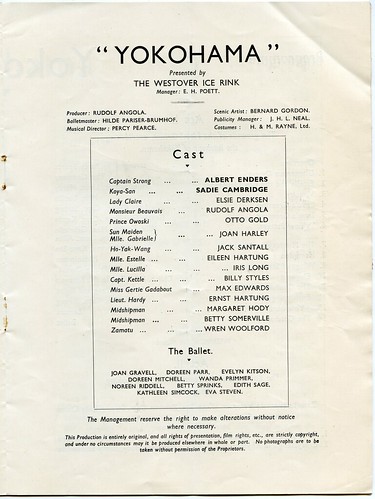 “ YOKOHAMA ”
Presented by
THE WESTOVER ICE RINK
Manager: E. H. POETT.
Producer: RUDOLF ANGOLA.
Balletmaster: HILDE PARISER-BRUMHOF.
Musical Director; PERCY PEARCE.
Scenic Artist: BERNARD GORDON.
Publicity Manager: J. H. L. NEAL.
Costumes: H. & M. RAYNE, Ltd.
Cast
Captain Strong ... ... ALBERT ENDERS
Kaya-San ... ... SADIE CAMBRIDGE
Lady Claire ... ... ELSIE DERKSEN
Monsieur Beauvais ... RUDOLF ANGOLA
Prince Owoski ... ... OTTO GOLD
Sun Maiden
Mlle. Gabrielle } ... ... JOAN HARLEY
Ho-Yak-Wang ... ... JACK SANTALL
Mlle. Estelle ... ... EILEEN HARTUNG
Mlle. Lucilla ... ... IRIS LONG
Capt. Kettle ... ... BILLY STYLES
Miss Gertie Gadabout ... MAX EDWARDS
Lieut. Hardy ... ... ERNST HARTUNG
Midshipman ... MARGARET HODY
Midshipman ... ... BETTY SOMERVILLE
Zamatu ... ... WREN WOOLFORD
The Ballet.
JOAN GRAVELL, DOREEN PARR, EVELYN KITSON,
DOREEN MITCHELL, WANDA PRIMMER,
NOREEN RIDDELL, BETTY SPRINKS, EDITH SAGE,
KATHLEEN SIMCOCK, EVA STEVEN.
The Management reserve the right to make alterations without notice
where necessary.
This Production is entirely original, and all rights of presentation, film rights, etc., are strictly copyright,
and under no circumstances may it be produced elsewhere in whole or part. No photographs are to be
taken without permission of the Proprietors.